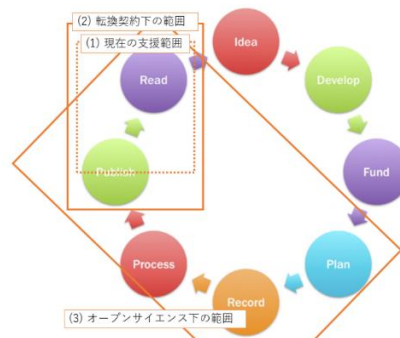 (2) 転換契約下の範囲
(1) 現在の支援範囲
Idea
Read
Develop
Publish
Fund
Process
Plan
Record
(3) オープンサイエンス下の範囲